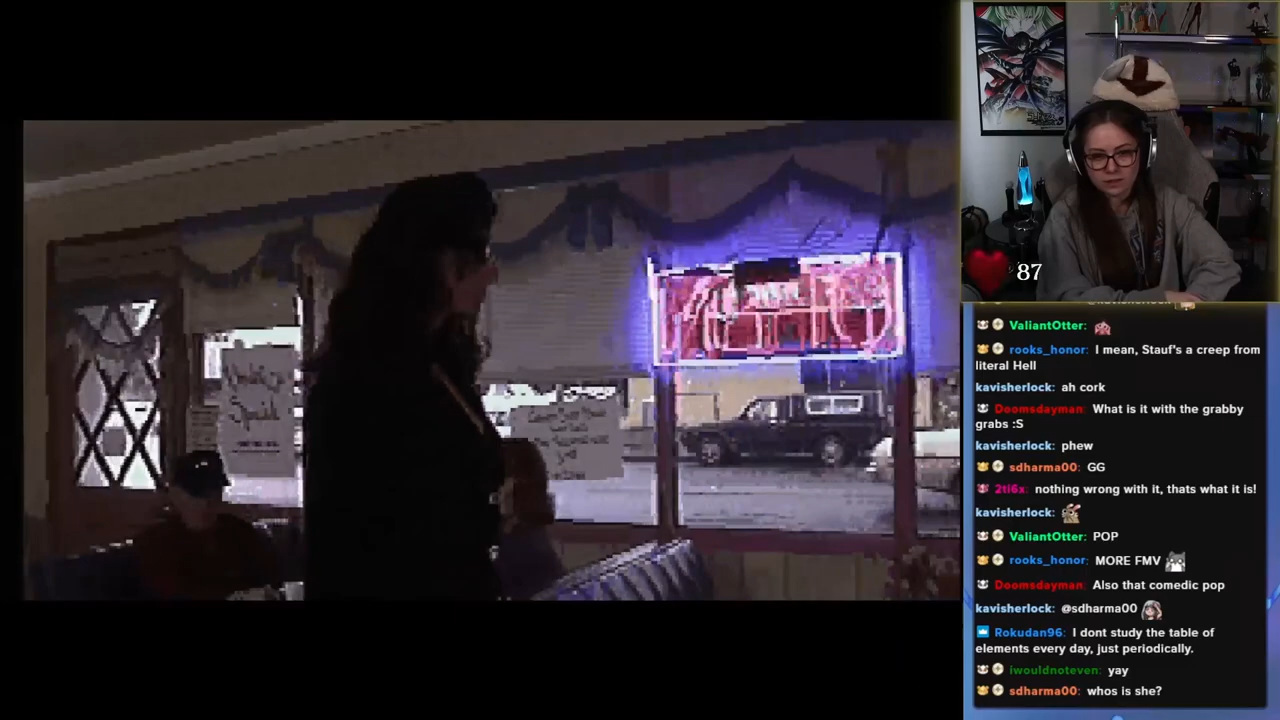 87
ValiantOtter:
rooks_honor: I mean, Stauf's a creep from
literal Hell
kavisherlock: ah cork
Doomsdayman: What is it with the grabby
grabs :S
kavisherlock: phew
sdharma00: GG
2ti6x: nothing wrong with it, thats what it is!
kavisherlock:
ValiantOtter: POP
rooks_honor: MORE FMV
Doomsdayman: Also that comedic pop
kavisherlock: @sdharma00
Rokudan96: I dont study the table of
elements every day, just periodically.
iwouldnoteven: yay
sdharma00: whos is she?